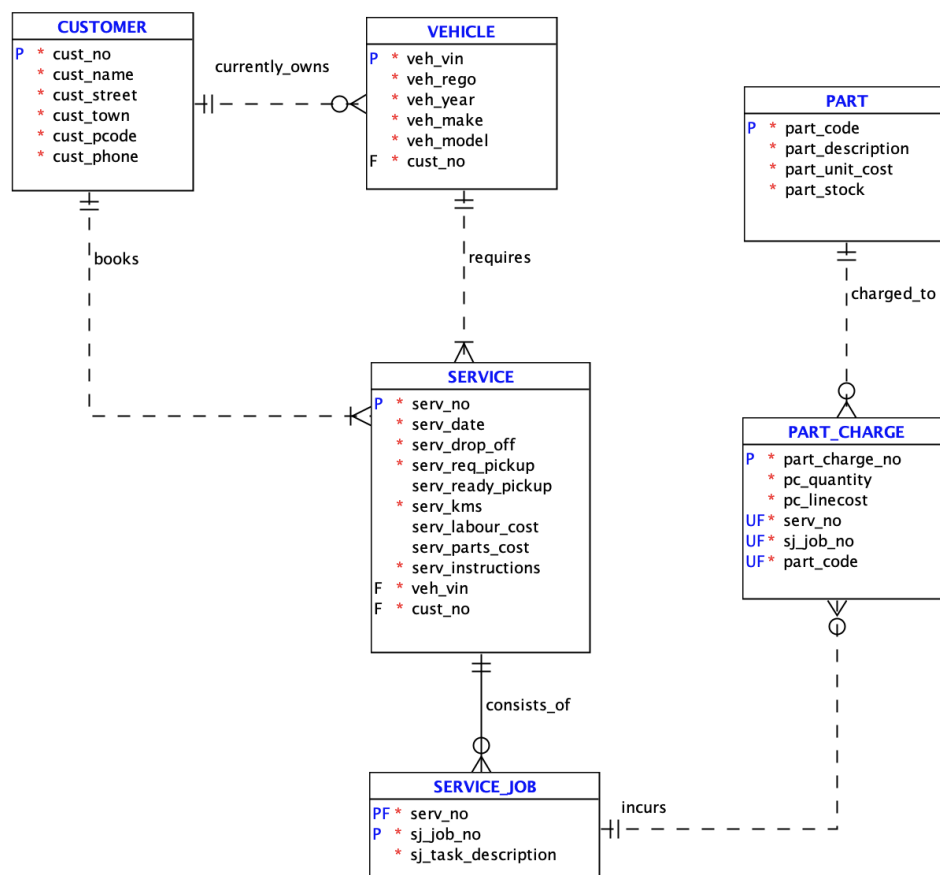 CUSTOMER
P * cust_no
* cust_name
* cust_street
* cust_town
* cust_pcode
* cust_phone
currently_owns
VEHICLE
P * veh_vin
* veh_rego
* veh_year
* veh_make
* veh_model
F * cust_no
PART
P * part_code
* part_description
* part_unit_cost
* part_stock
books
requires
charged_to
SERVICE
P * serv_no
* serv_date
* serv_drop_off
* serv_req_pickup
serv_ready_pickup
* serv_kms
serv_labour_cost
serv_parts_cost
* serv_instructions
F * veh_vin
F * cust_no
PART_CHARGE
P * part_charge_no
* pc_quantity
* pc_linecost
UF * serv_no
UF * sj_job_no
UF * part_code
consists_of
SERVICE_JOB
PF * serv_no
P * sj_job_no
* sj_task_description
incurs